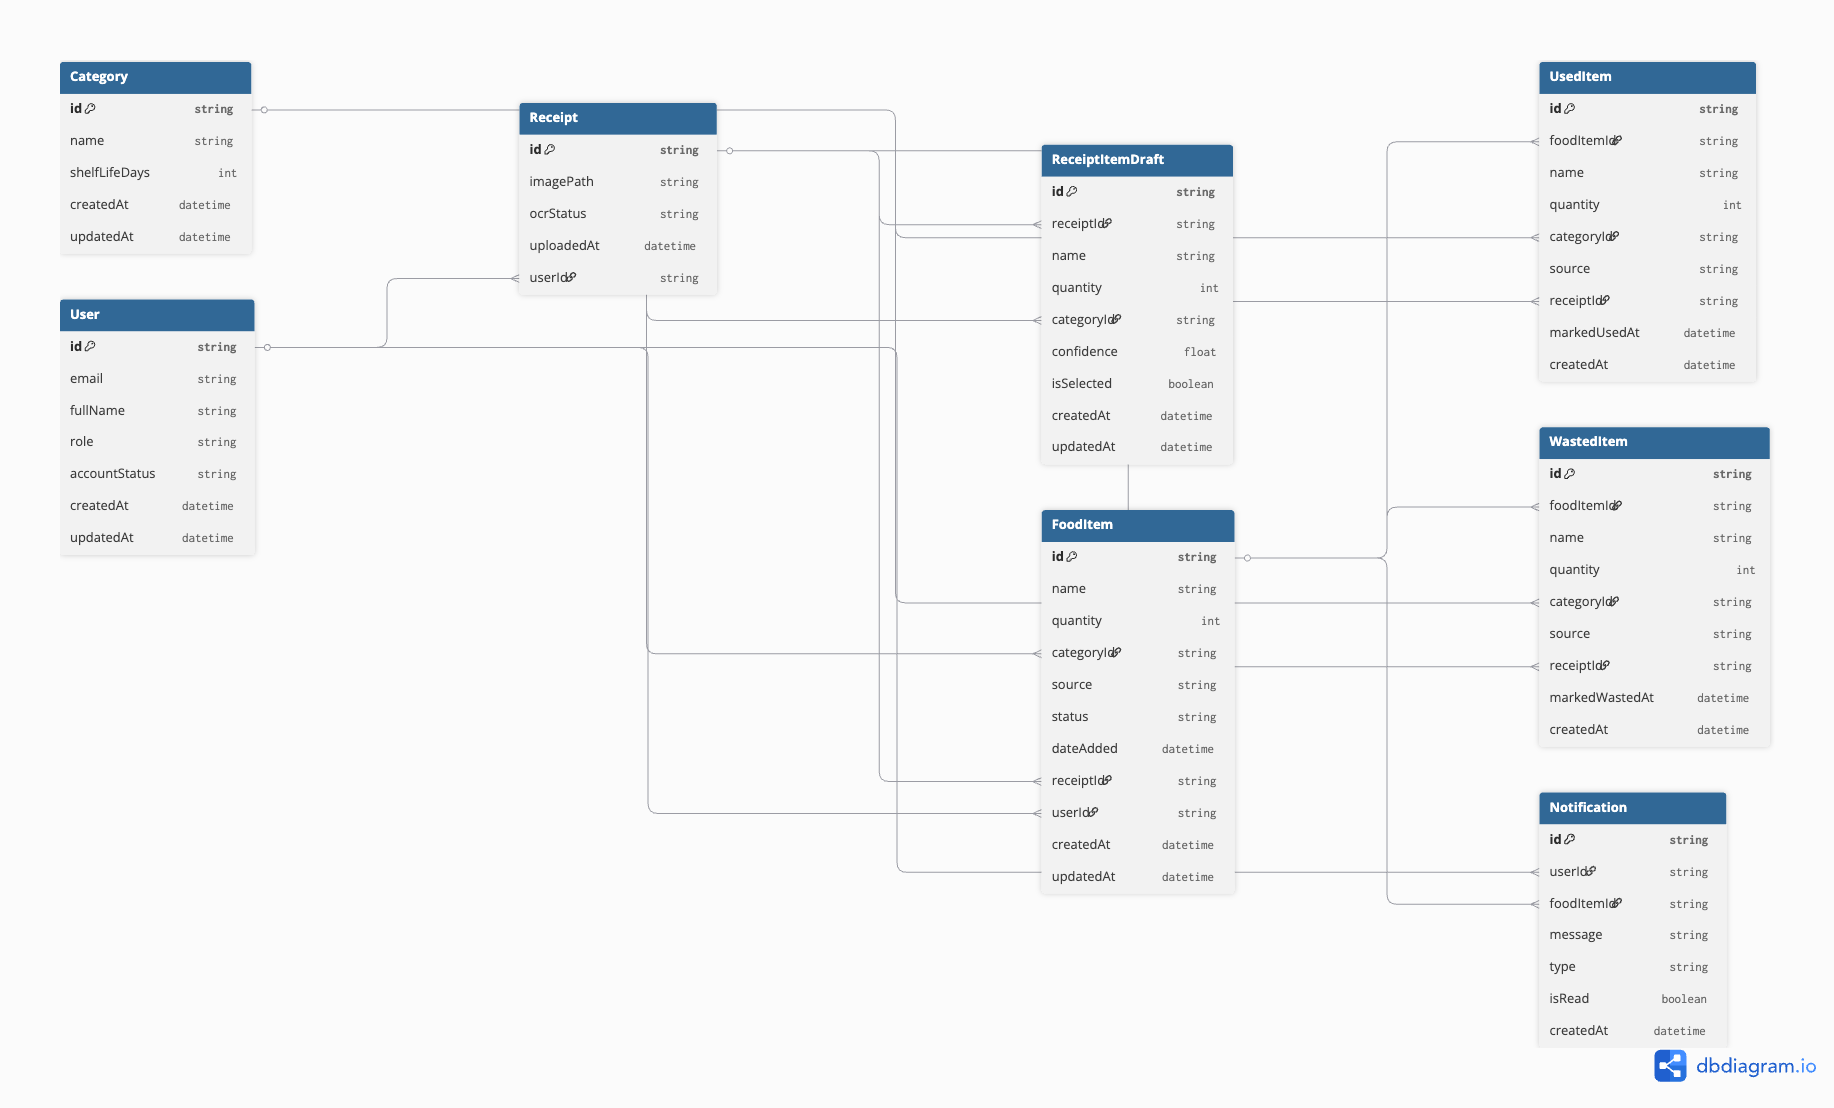 Category
id string
name string
shelfLifeDays int
createdAt datetime
updatedAt datetime
User
id string
email string
fullName string
role string
accountStatus string
createdAt datetime
updatedAt datetime
Receipt
id string
imagePath string
ocrStatus string
uploadedAt datetime
userId string
ReceiptItemDraft
id string
receiptId string
name string
quantity int
categoryId string
confidence float
isSelected boolean
createdAt datetime
updatedAt datetime
FoodItem
id string
name string
quantity int
categoryId string
source string
status string
dateAdded datetime
receiptId string
userId string
createdAt datetime
updatedAt datetime
UsedItem
id string
foodItemId string
name string
quantity int
categoryId string
source string
receiptId string
markedUsedAt datetime
createdAt datetime
WastedItem
id string
foodItemId string
name string
quantity int
categoryId string
source string
receiptId string
markedWastedAt datetime
createdAt datetime
Notification
id string
userId string
foodItemId string
message string
type string
isRead boolean
createdAt datetime
dbdiagram.io